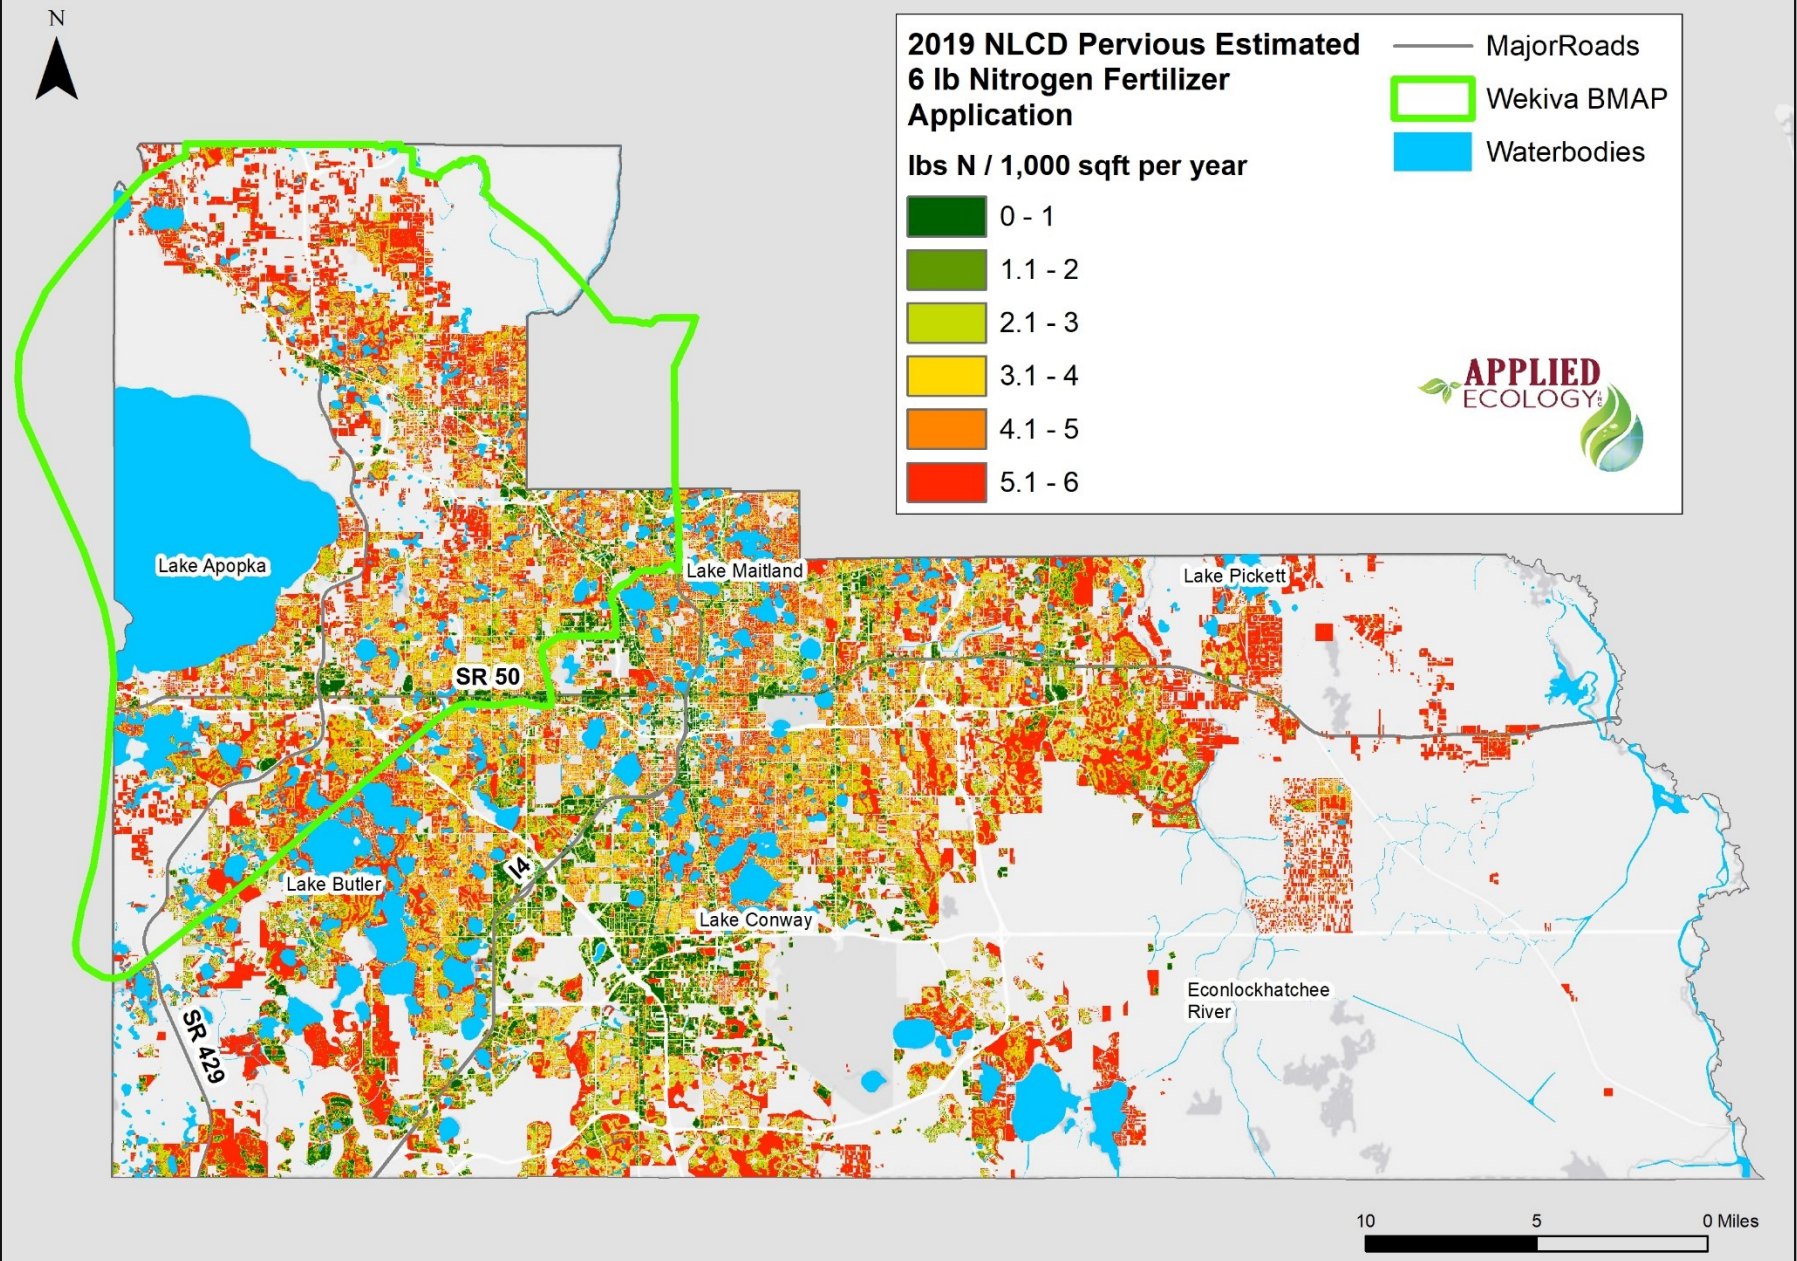 N
2019 NLCD Pervious Estimated
6 lb Nitrogen Fertilizer
Application
lbs N / 1,000 sqft per year
0 - 1
1.1 - 2
2.1 - 3
3.1 - 4
4.1 - 5
5.1 - 6
MajorRoads
Wekiva BMAP
Waterbodies
APPLIED
ECOLOGY INC
Lake Apopka
Lake Maitland
Lake Pickett
SR 50
I4
Lake Butler
Lake Conway
Econlockhatchee
River
SR 429
10 5 0 Miles